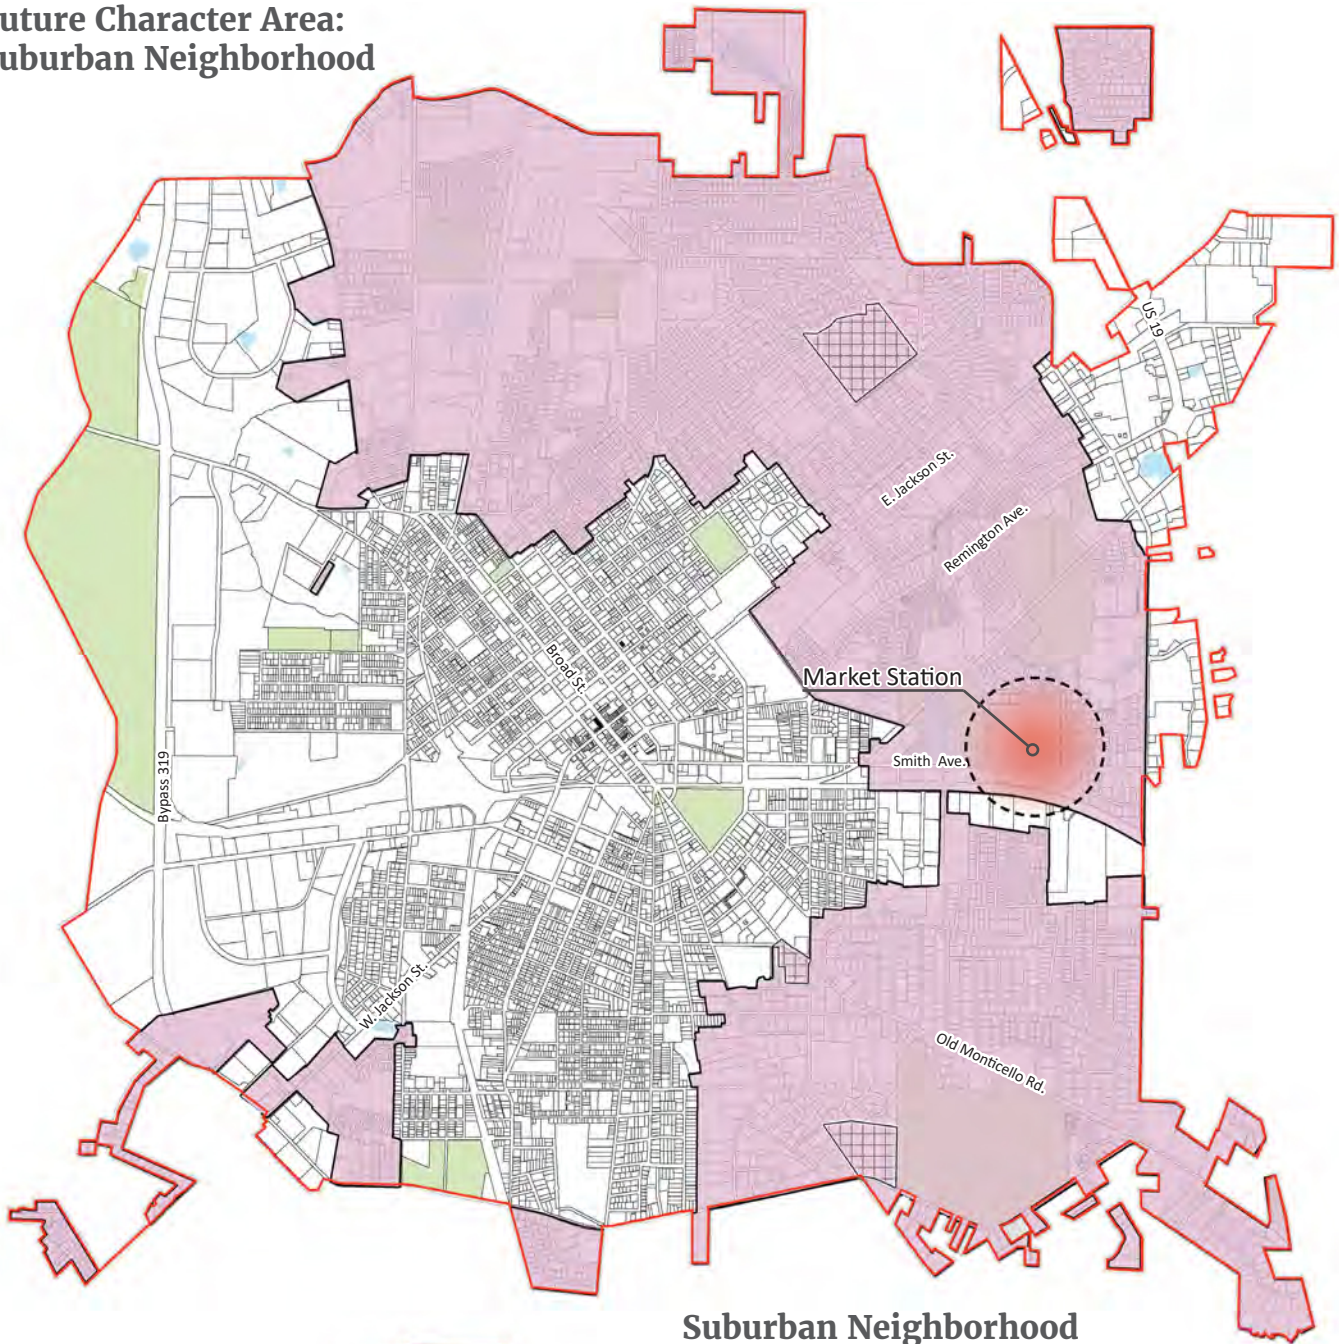 uture Character Area:
uburban Neighborhood
US 19
E. Jackson St.
Remington Ave.
Broad St.
Market Station
Smith Ave.
Bypass 319
W. Jackson St.
Old Monticello Rd.
Suburban Neighborhood